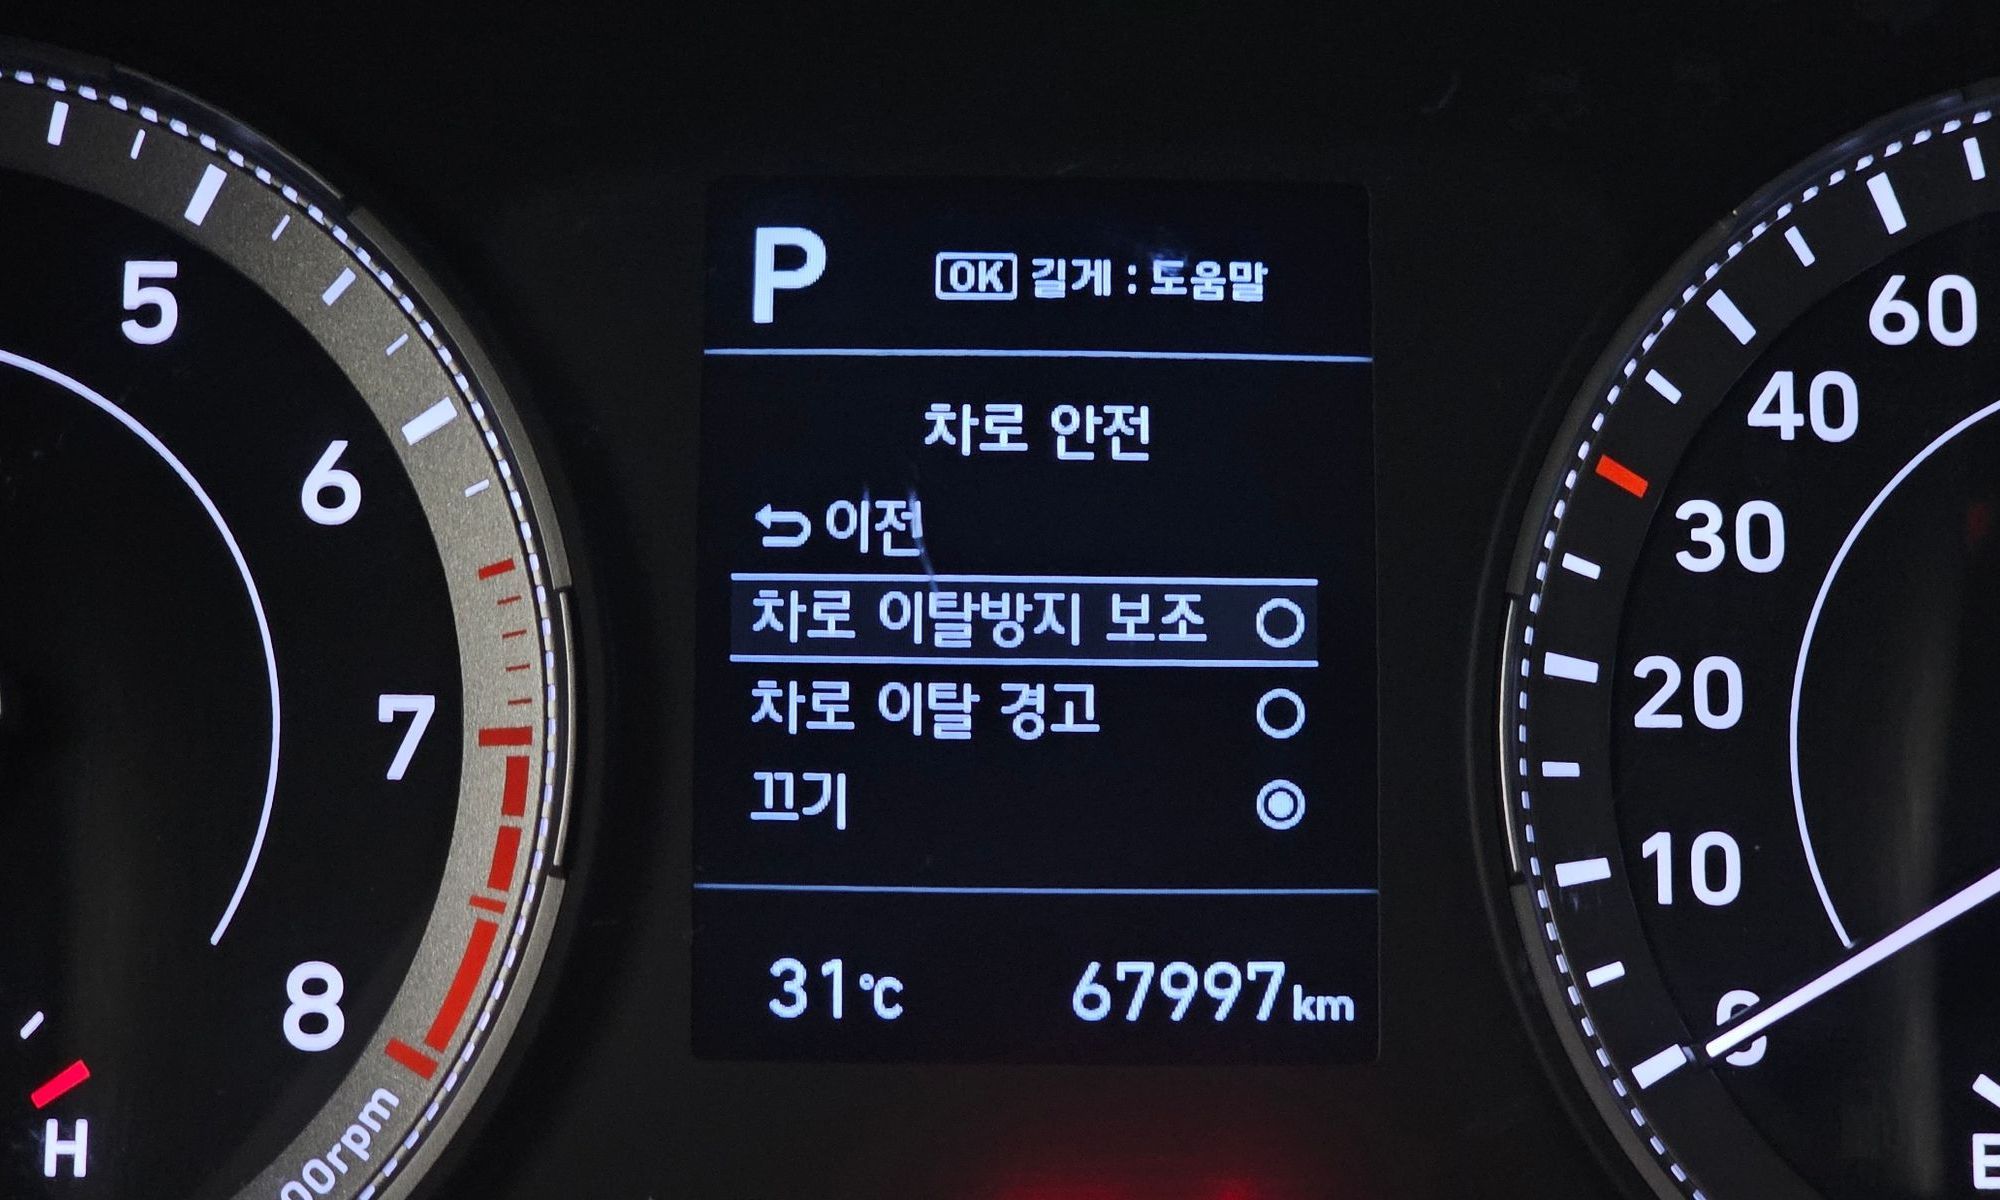 P
OK 길게 : 도움말
차로 안전
이전
차로 이탈방지 보조
차로 이탈 경고
끄기
31℃ 67997km
5
6
7
8
00rpm
H
60
40
30
20
10
0
E